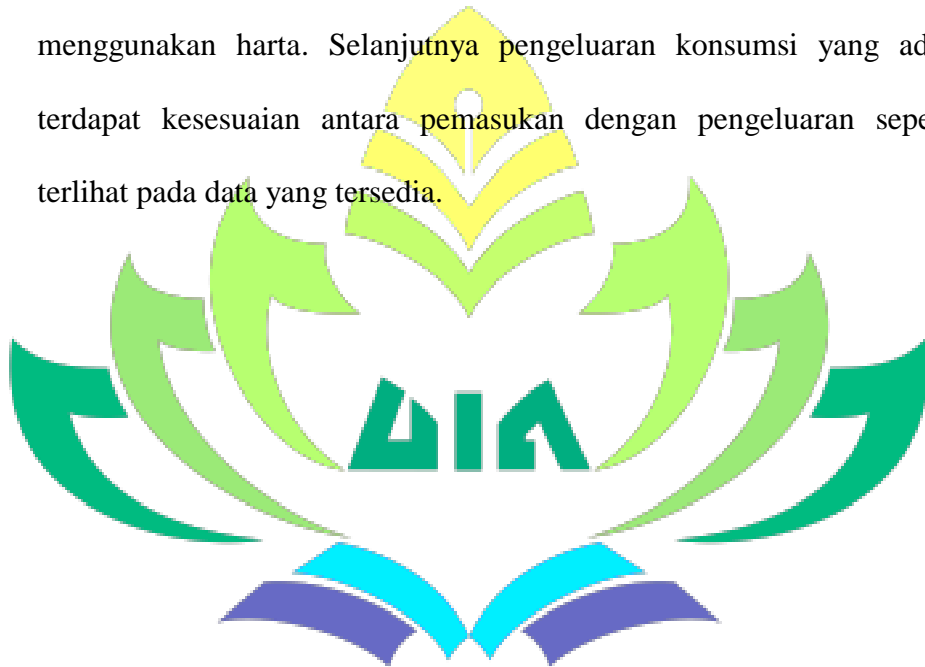 menggunakan harta. Selanjutnya pengeluaran konsumsi yang ad
terdapat kesesuaian antara pemasukan dengan pengeluaran sepe
terlihat pada data yang tersedia.
UIN